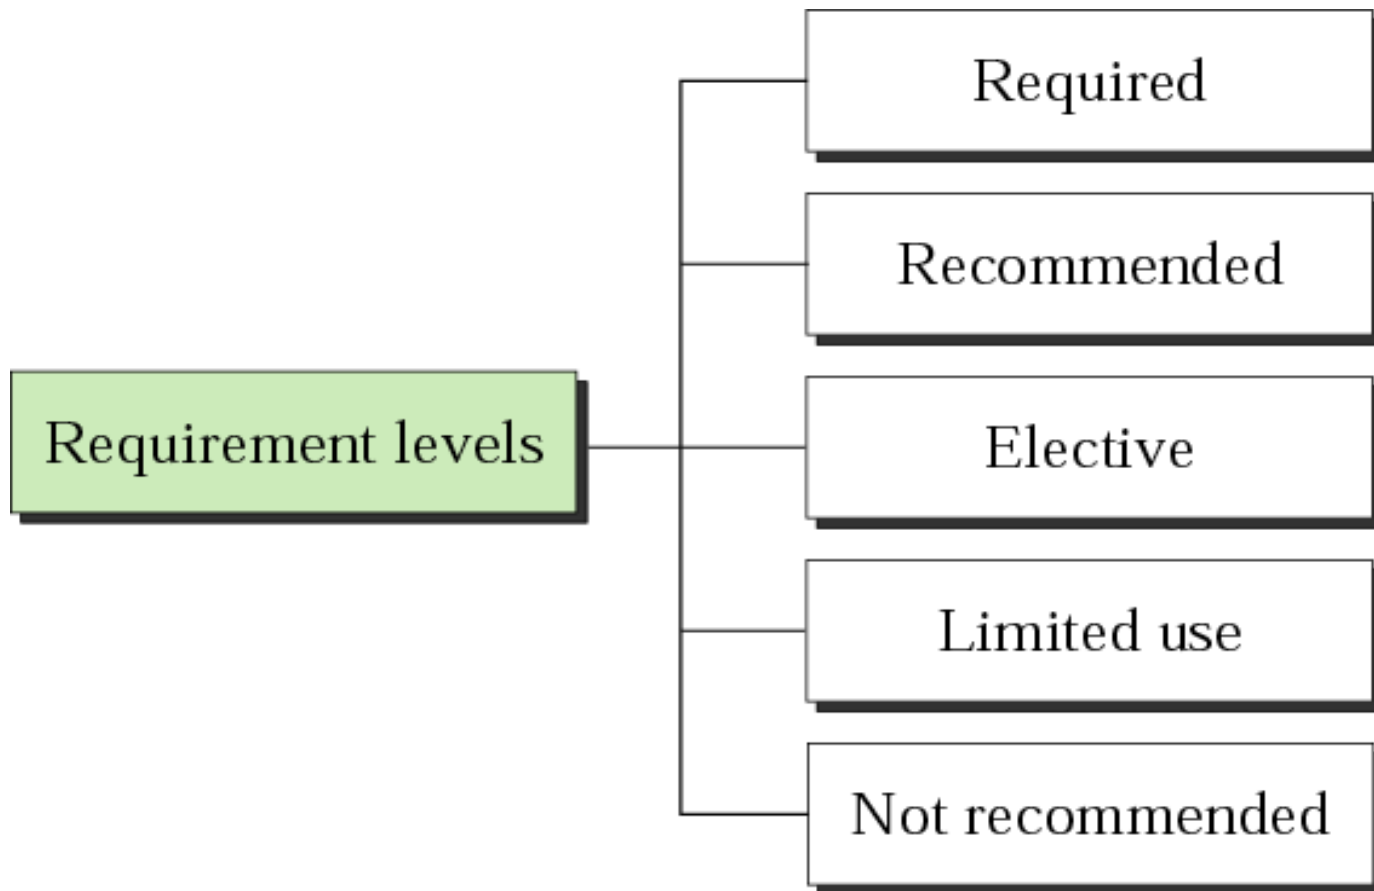 Required
Recommended
Requirement levels
Elective
Limited use
Not recommended